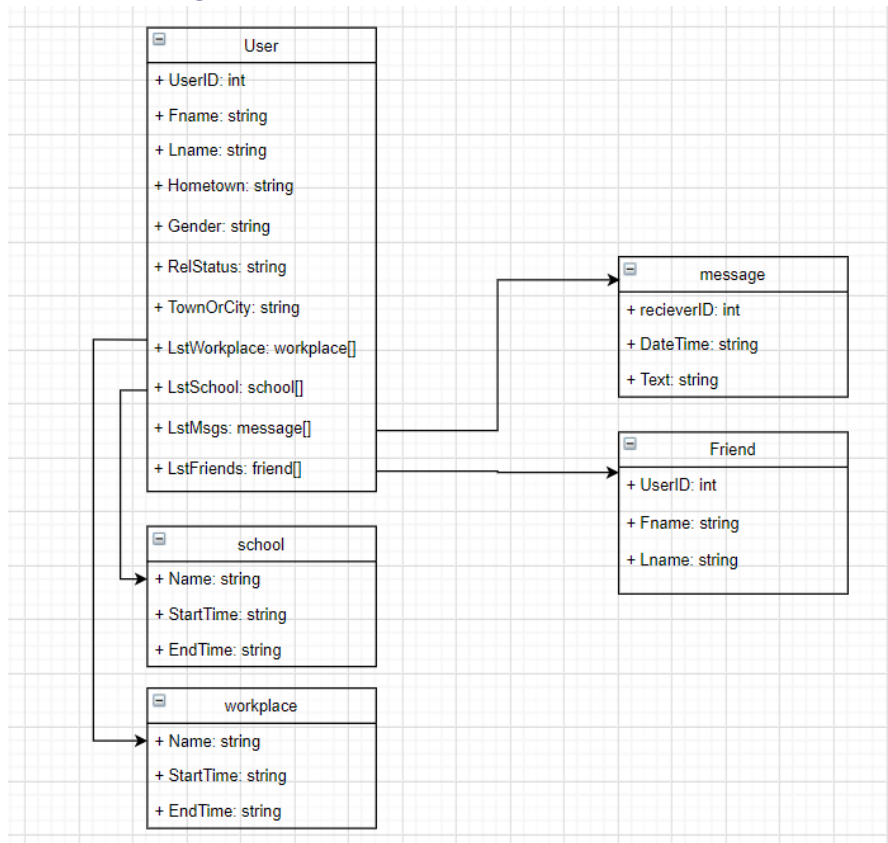 User
+ UserID: int
+ Fname: string
+ Lname: string
+ Hometown: string
+ Gender: string
+ RelStatus: string
+ TownOrCity: string
+ LstWorkplace: workplace[]
+ LstSchool: school[]
+ LstMsgs: message[]
+ LstFriends: friend[]
message
+ recieverID: int
+ DateTime: string
+ Text: string
Friend
+ UserID: int
+ Fname: string
+ Lname: string
school
+ Name: string
+ StartTime: string
+ EndTime: string
workplace
+ Name: string
+ StartTime: string
+ EndTime: string